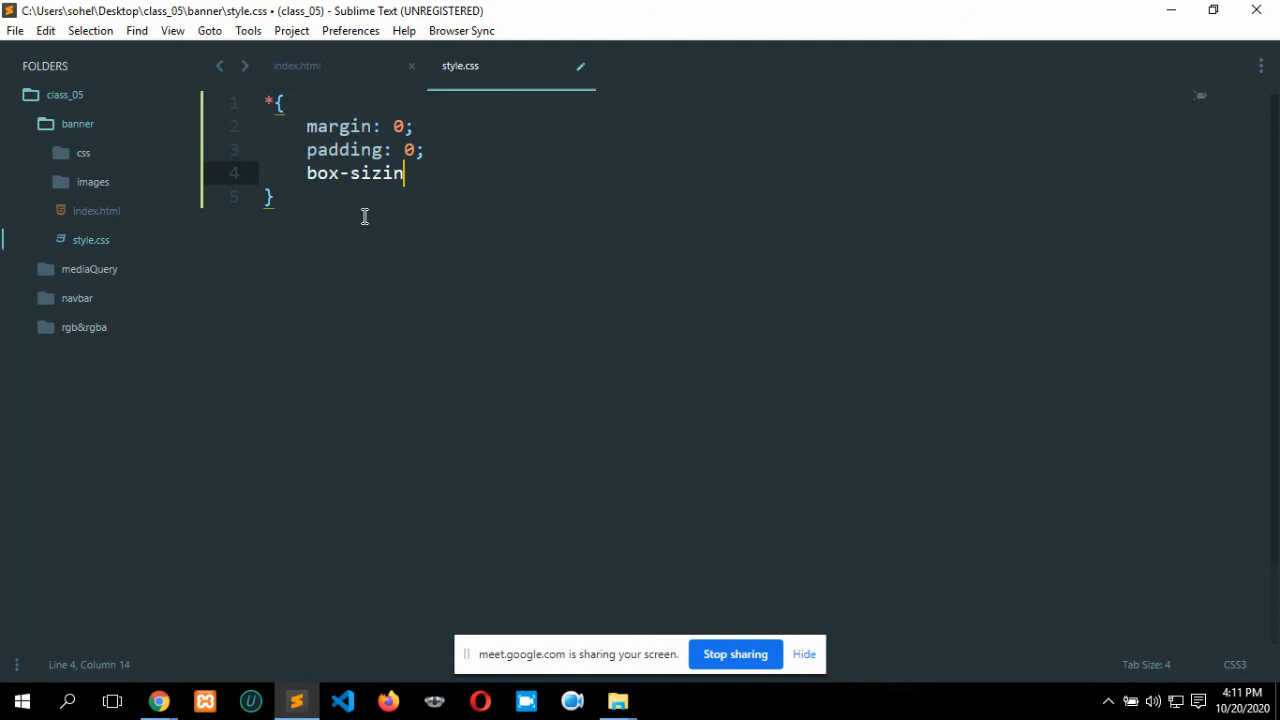 C:\Users\sohel\Desktop\class_05\banner\style.css • (class_05) - Sublime Text (UNREGISTERED)
File Edit Selection Find View Goto Tools Project Preferences Help Browser Sync
FOLDERS
class_05
banner
css
images
index.html
style.css
mediaQuery
navbar
rgb&rgba
index.html × style.css
1 *{
2 margin: 0;
3 padding: 0;
4 box-sizin
5 }
meet.google.com is sharing your screen. Stop sharing Hide
Line 4, Column 14 Tab Size: 4 CSS3
4:11 PM
10/20/2020